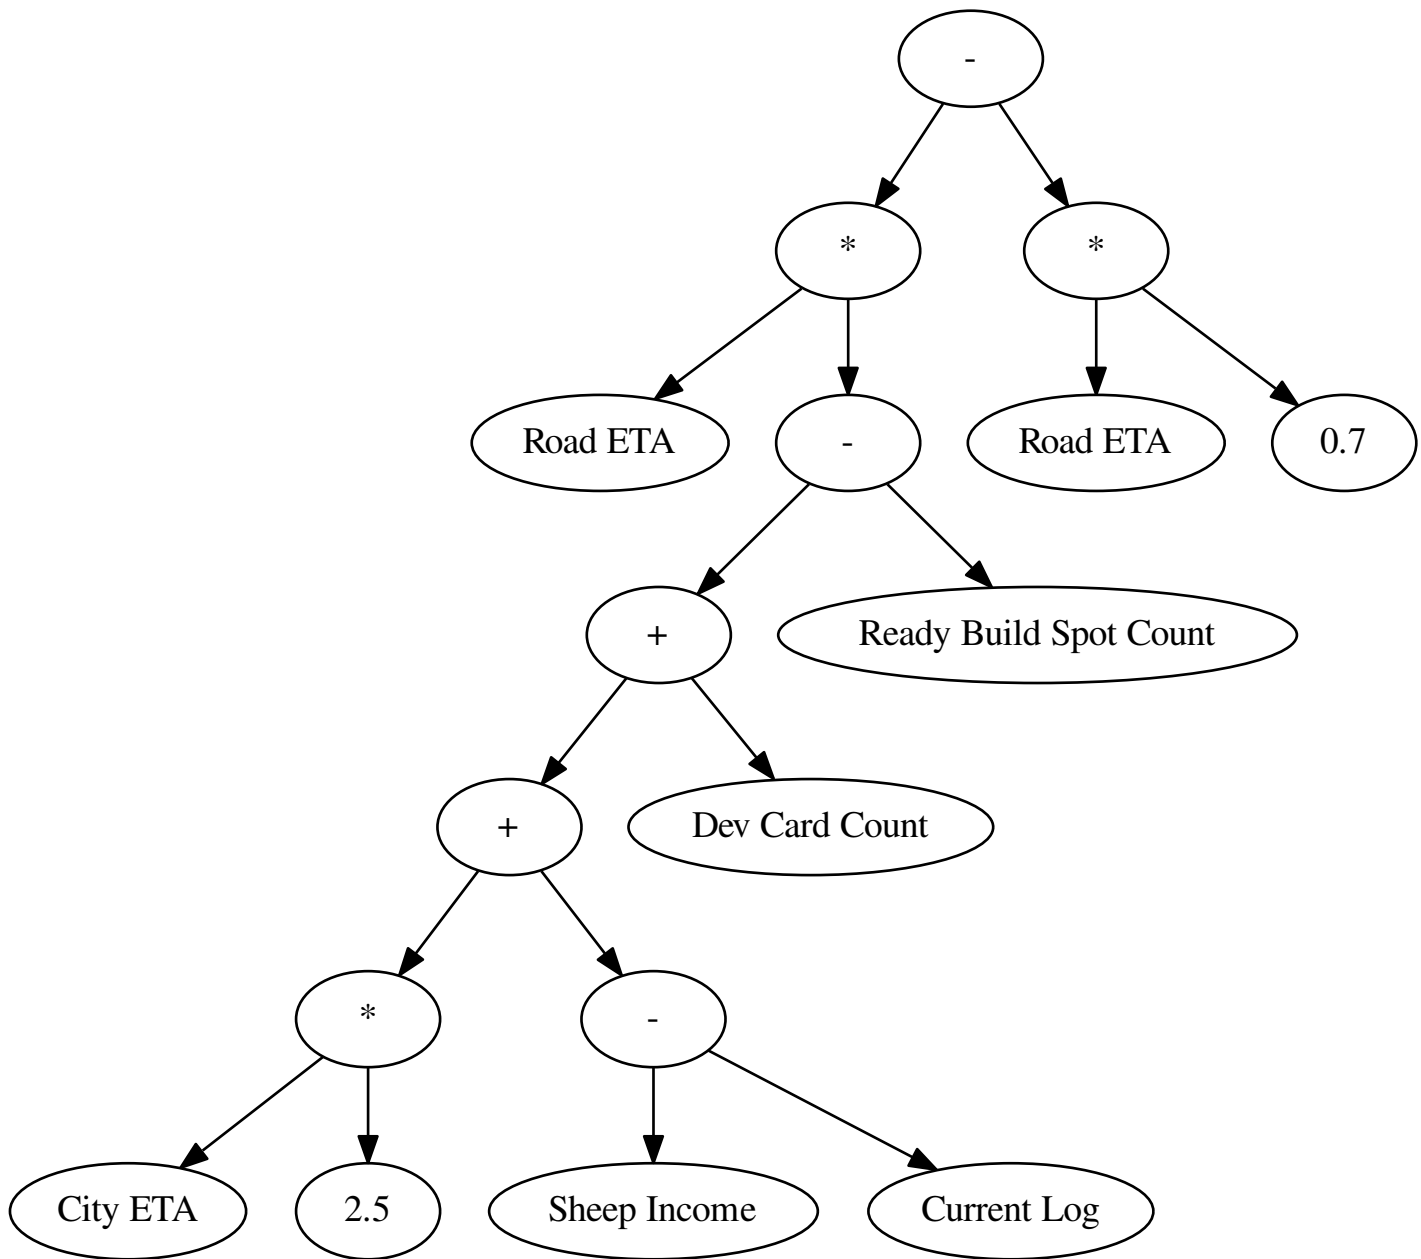 -
*
*
Road ETA
-
Road ETA
0.7
+
Ready Build Spot Count
+
Dev Card Count
*
-
City ETA
2.5
Sheep Income
Current Log